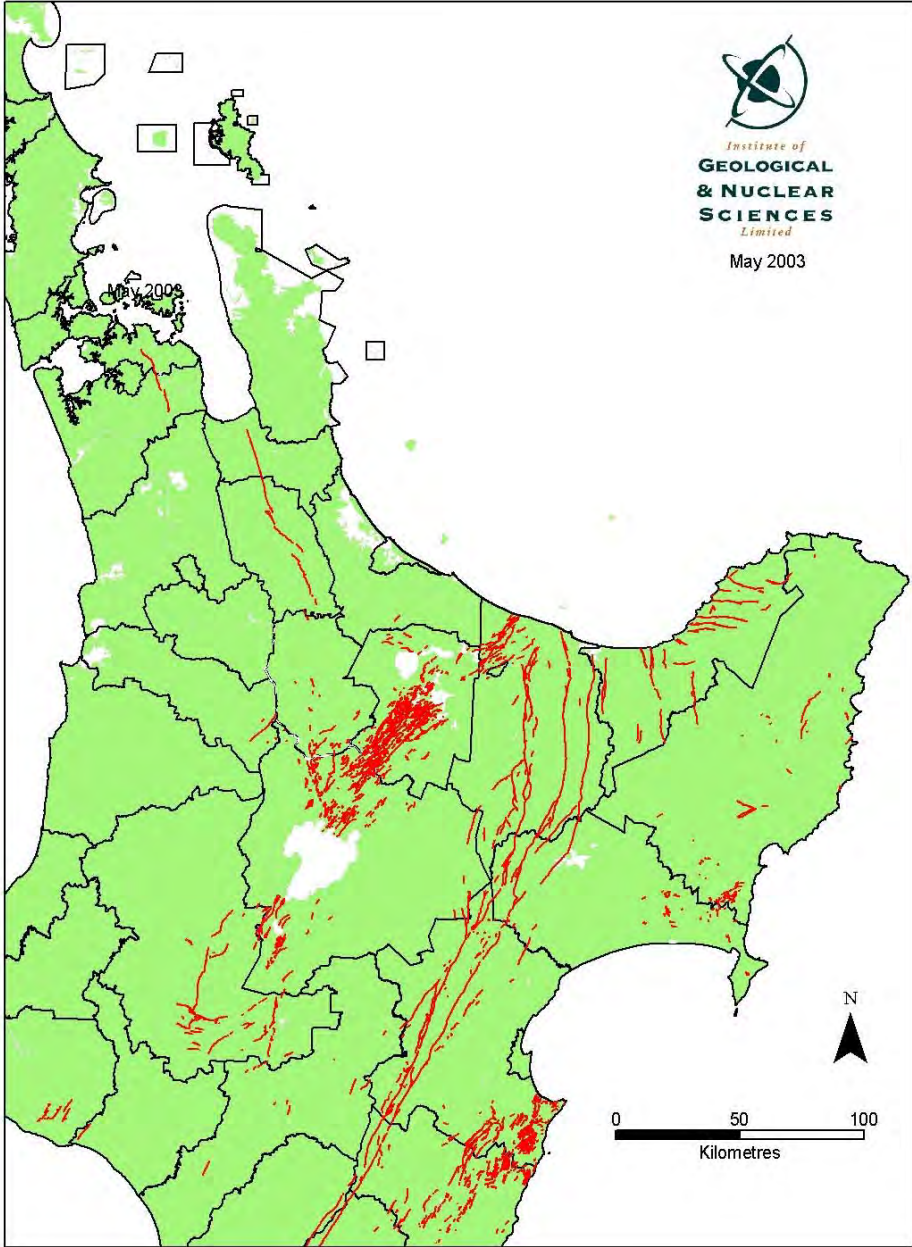 Institute of
GEOLOGICAL
& NUCLEAR
SCIENCES
Limited
May 2003
May 2003
N
0 50 100
Kilometres